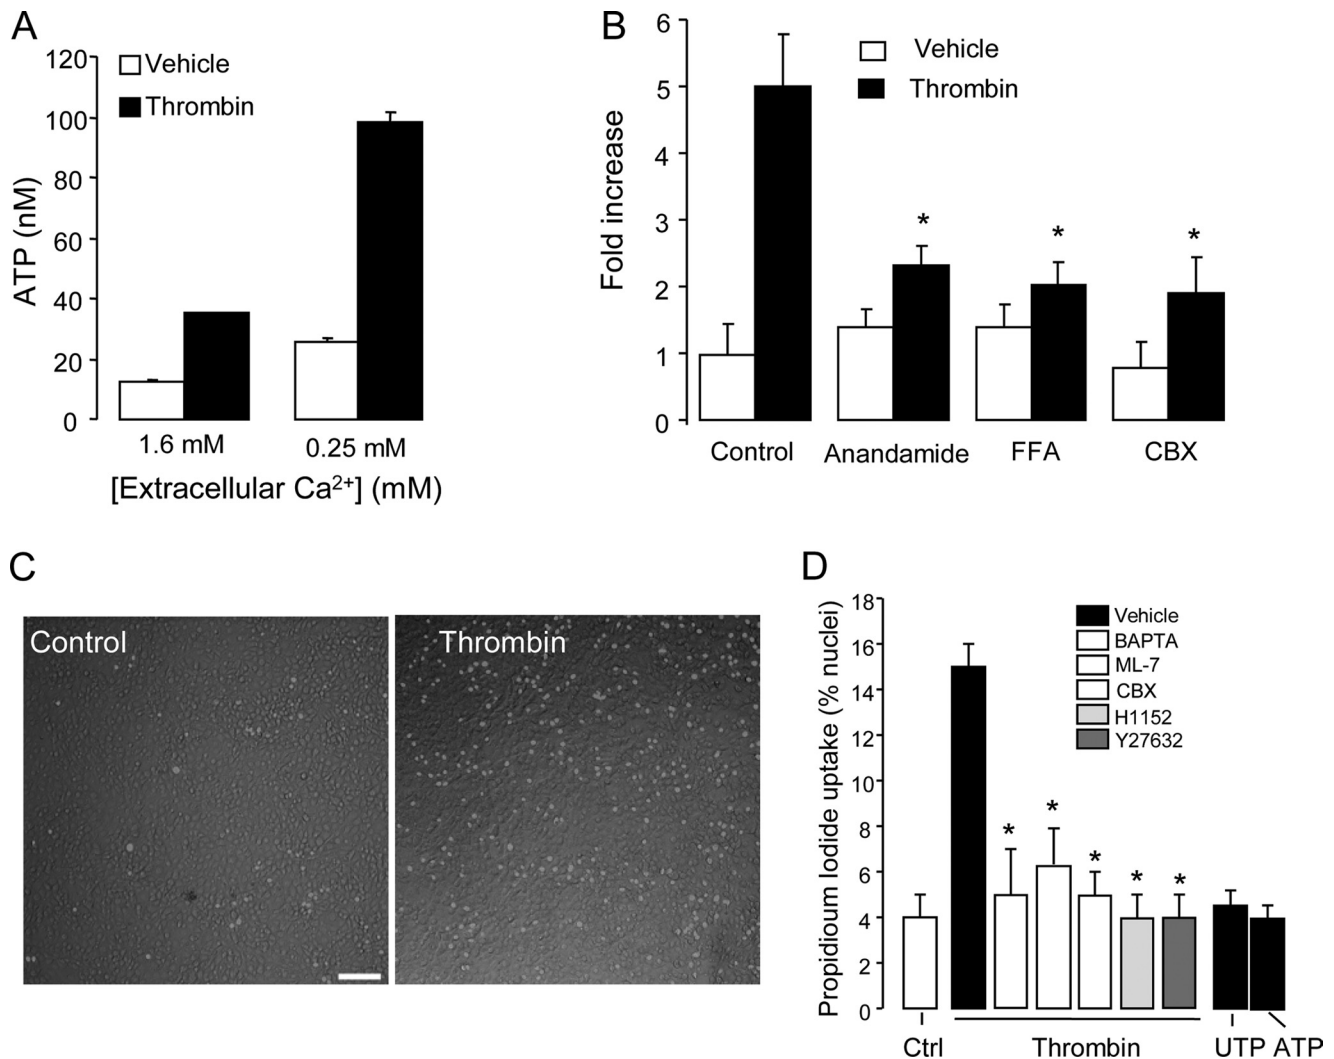 A
120
100
80
60
40
20
0
ATP (nM)
Vehicle
Thrombin
1.6 mM
0.25 mM
[Extracellular Ca²⁺] (mM)
B
6
5
4
3
2
1
0
Fold increase
Vehicle
Thrombin
*
*
*
Control
Anandamide
FFA
CBX
C
Control
Thrombin
D
18
16
14
12
10
8
6
4
2
0
Propidioum Iodide uptake (% nuclei)
Vehicle
BAPTA
ML-7
CBX
H1152
Y27632
*
*
*
*
*
Ctrl
Thrombin
UTP ATP